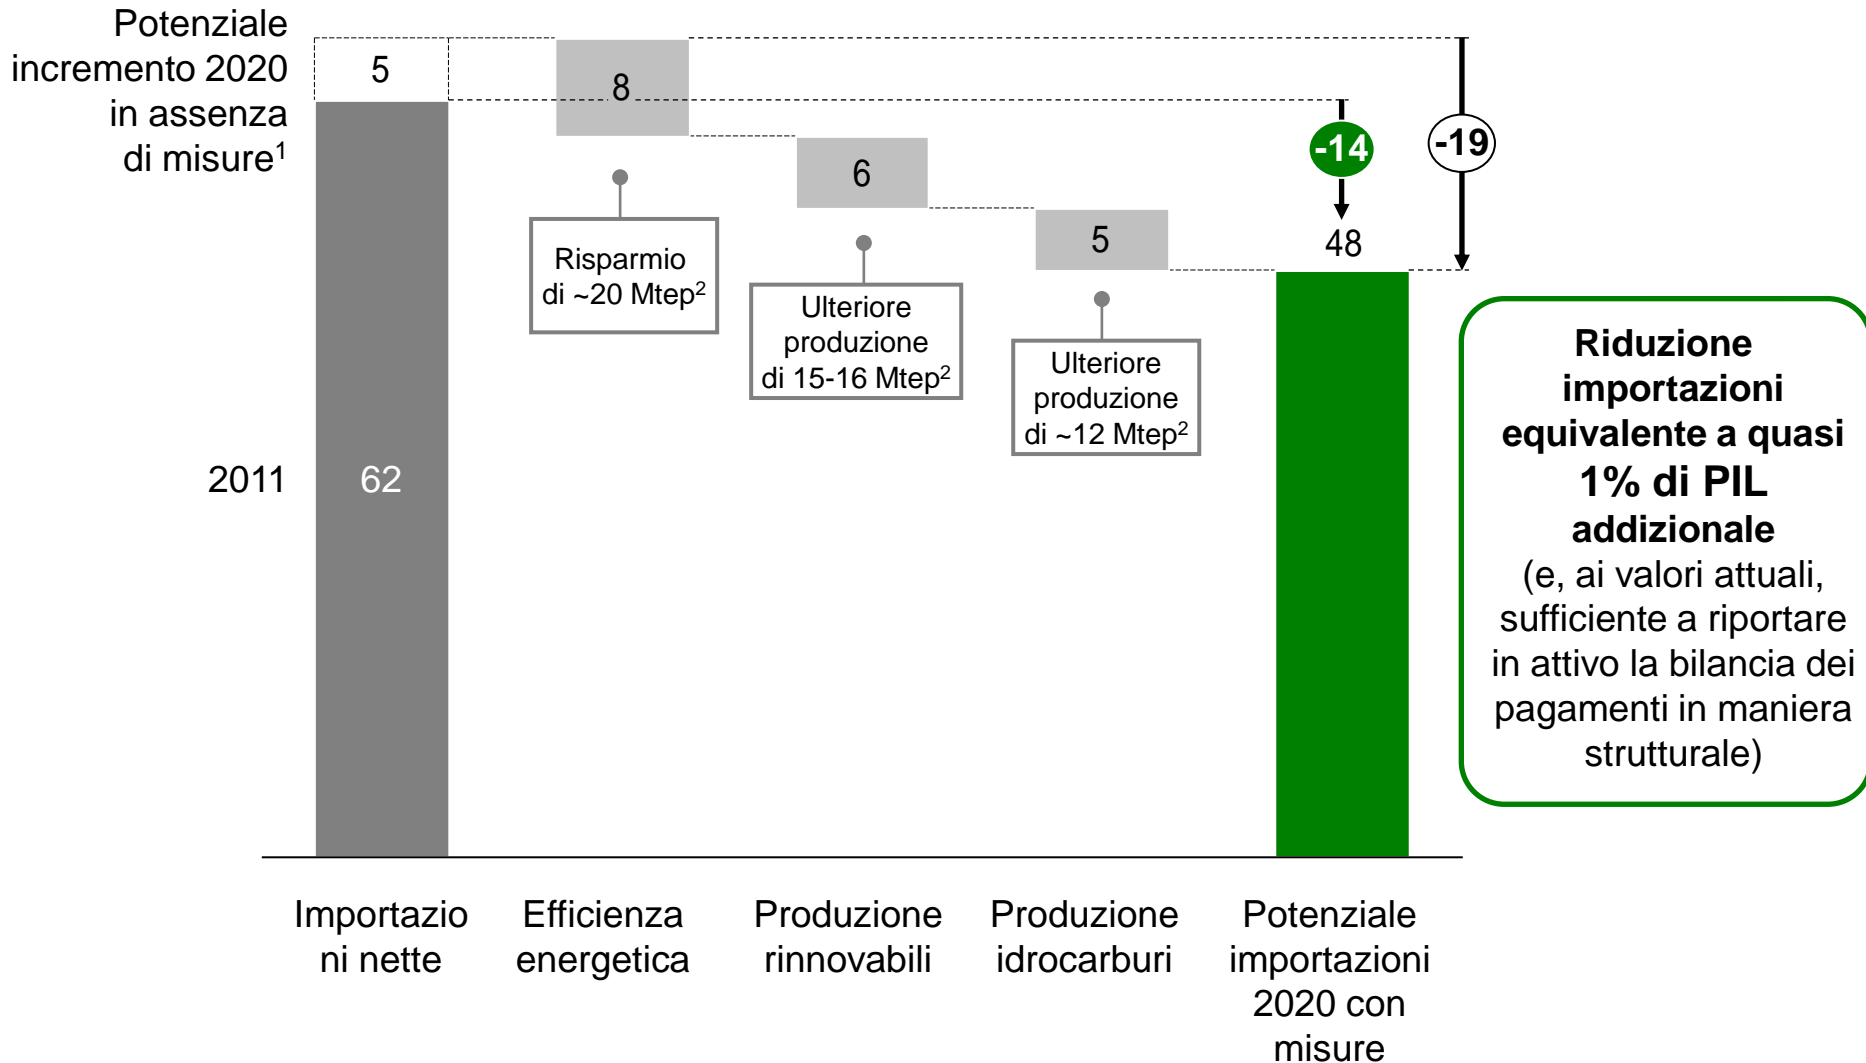 Potenziale
incremento 2020
in assenza
di misure¹
5
2011
62
8
Risparmio
di ~20 Mtep²
6
Ulteriore
produzione
di 15-16 Mtep²
5
Ulteriore
produzione
di ~12 Mtep²
-14
48
-19
Riduzione
importazioni
equivalente a quasi
1% di PIL
addizionale
(e, ai valori attuali,
sufficiente a riportare
in attivo la bilancia dei
pagamenti in maniera
strutturale)
Importazio
ni nette
Efficienza
energetica
Produzione
rinnovabili
Produzione
idrocarburi
Potenziale
importazioni
2020 con
misure